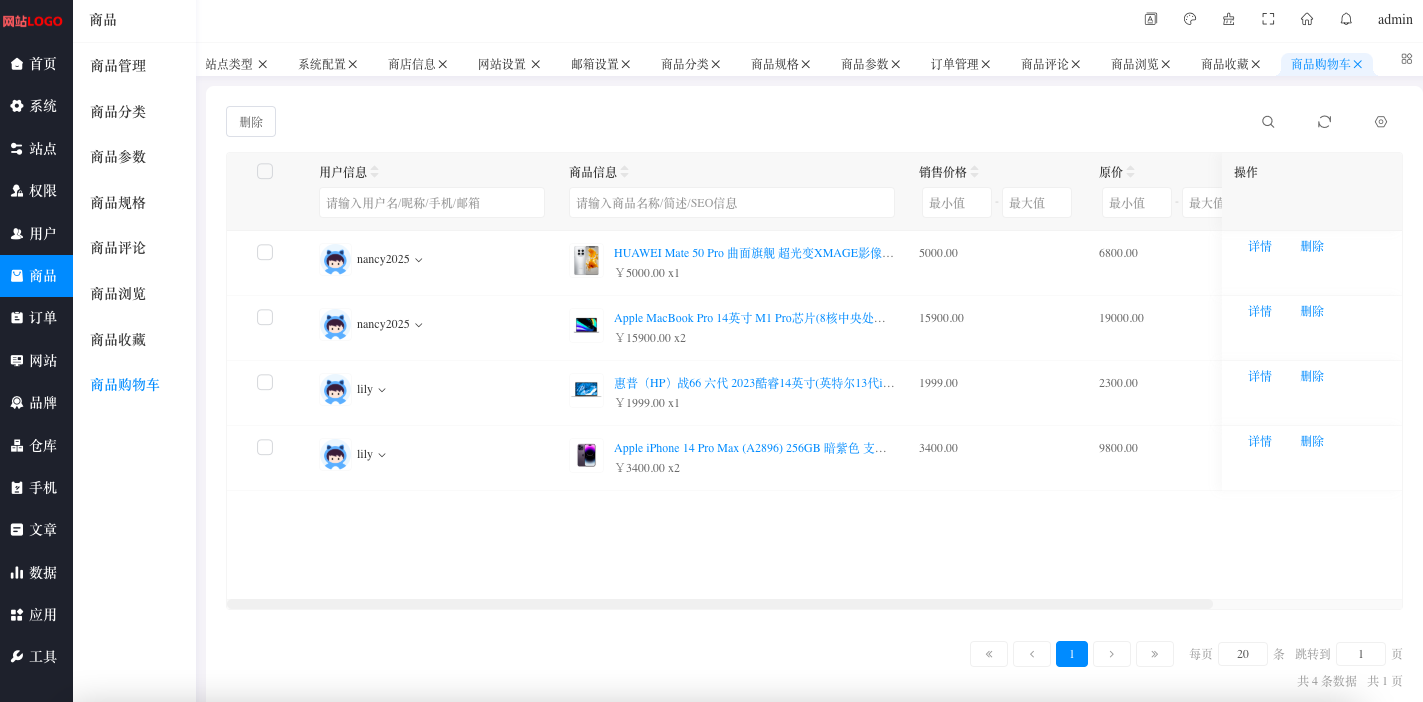 网站LOGO
首页
系统
站点
权限
用户
商品
订单
网站
品牌
仓库
手机
文章
数据
应用
工具
商品
商品管理
商品分类
商品参数
商品规格
商品评论
商品浏览
商品收藏
商品购物车
admin
站点类型 系统配置 商店信息 网站设置 邮箱设置 商品分类 商品规格 商品参数 订单管理 商品评论 商品浏览 商品收藏 商品购物车
删除
用户信息 商品信息 销售价格 原价 操作
请输入用户名/昵称/手机/邮箱 请输入商品名称/简述/SEO信息 最小值 - 最大值 最小值 - 最大值
nancy2025 HUAWEI Mate 50 Pro 曲面旗舰 超光变XMAGE影像… 5000.00 6800.00 详情 删除
￥5000.00 x1
nancy2025 Apple MacBook Pro 14英寸 M1 Pro芯片(8核中央处… 15900.00 19000.00 详情 删除
￥15900.00 x2
lily 惠普（HP）战66 六代 2023酷睿14英寸(英特尔13代i… 1999.00 2300.00 详情 删除
￥1999.00 x1
lily Apple iPhone 14 Pro Max (A2896) 256GB 暗紫色 支… 3400.00 9800.00 详情 删除
￥3400.00 x2
1 每页 20 条 跳转到 1 页
共 4 条数据 共 1 页